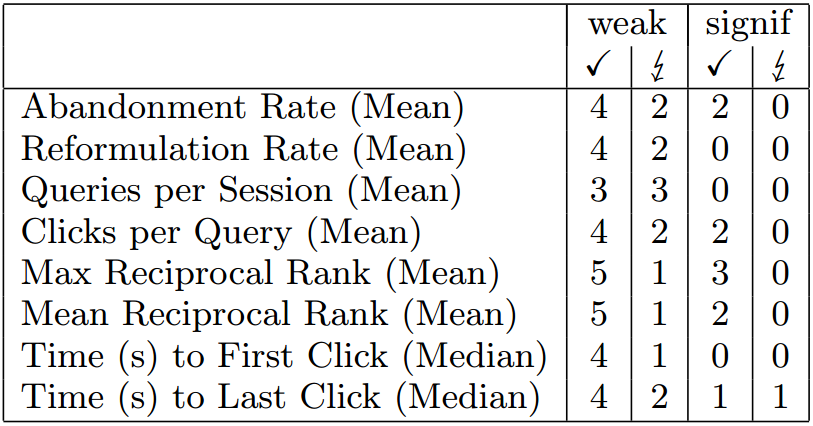 weak signif
✓ ↯ ✓ ↯
Abandonment Rate (Mean) 4 2 2 0
Reformulation Rate (Mean) 4 2 0 0
Queries per Session (Mean) 3 3 0 0
Clicks per Query (Mean) 4 2 2 0
Max Reciprocal Rank (Mean) 5 1 3 0
Mean Reciprocal Rank (Mean) 5 1 2 0
Time (s) to First Click (Median) 4 1 0 0
Time (s) to Last Click (Median) 4 2 1 1